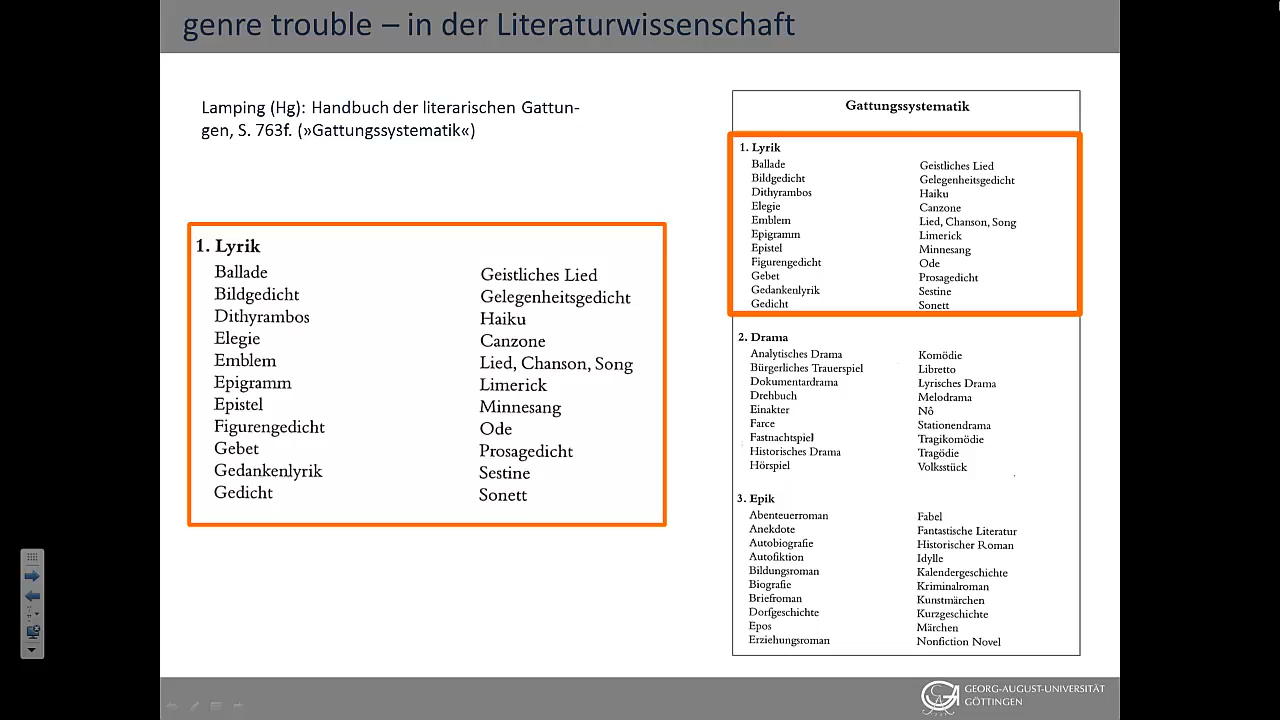 genre trouble – in der Literaturwissenschaft
Lamping (Hg): Handbuch der literarischen Gattun-
gen, S. 763f. (»Gattungssystematik«)
1. Lyrik
Ballade
Bildgedicht
Dithyrambos
Elegie
Emblem
Epigramm
Epistel
Figurengedicht
Gebet
Gedankenlyrik
Gedicht
Geistliches Lied
Gelegenheitsgedicht
Haiku
Canzone
Lied, Chanson, Song
Limerick
Minnesang
Ode
Prosagedicht
Sestine
Sonett
Gattungssystematik
1. Lyrik
Ballade
Bildgedicht
Dithyrambos
Elegie
Emblem
Epigramm
Epistel
Figurengedicht
Gebet
Gedankenlyrik
Gedicht
Geistliches Lied
Gelegenheitsgedicht
Haiku
Canzone
Lied, Chanson, Song
Limerick
Minnesang
Ode
Prosagedicht
Sestine
Sonett
2. Drama
Analytisches Drama
Bürgerliches Trauerspiel
Dokumentardrama
Drehbuch
Einakter
Farce
Fastnachtspiel
Historisches Drama
Hörspiel
Komödie
Libretto
Lyrisches Drama
Melodrama
Nô
Stationendrama
Tragikomödie
Tragödie
Volksstück
3. Epik
Abenteuerroman
Anekdote
Autobiografie
Autofiktion
Bildungsroman
Biografie
Briefroman
Dorfgeschichte
Epos
Erziehungsroman
Fabel
Fantastische Literatur
Historischer Roman
Idylle
Kalendergeschichte
Kriminalroman
Kunstmärchen
Kurzgeschichte
Märchen
Nonfiction Novel
GEORG-AUGUST-UNIVERSITÄT
GÖTTINGEN